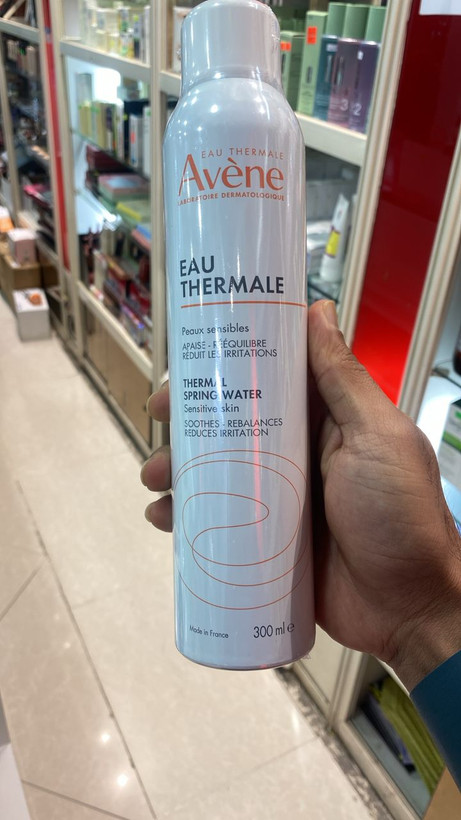 EAU THERMALE
Avène
LABORATOIRE DERMATOLOGIQUE
EAU
THERMALE
Peaux sensibles
APAISE - RÉÉQUILIBRE
RÉDUIT LES IRRITATIONS
THERMAL
SPRING WATER
Sensitive skin
SOOTHES - REBALANCES
REDUCES IRRITATION
Made in France
300 ml e